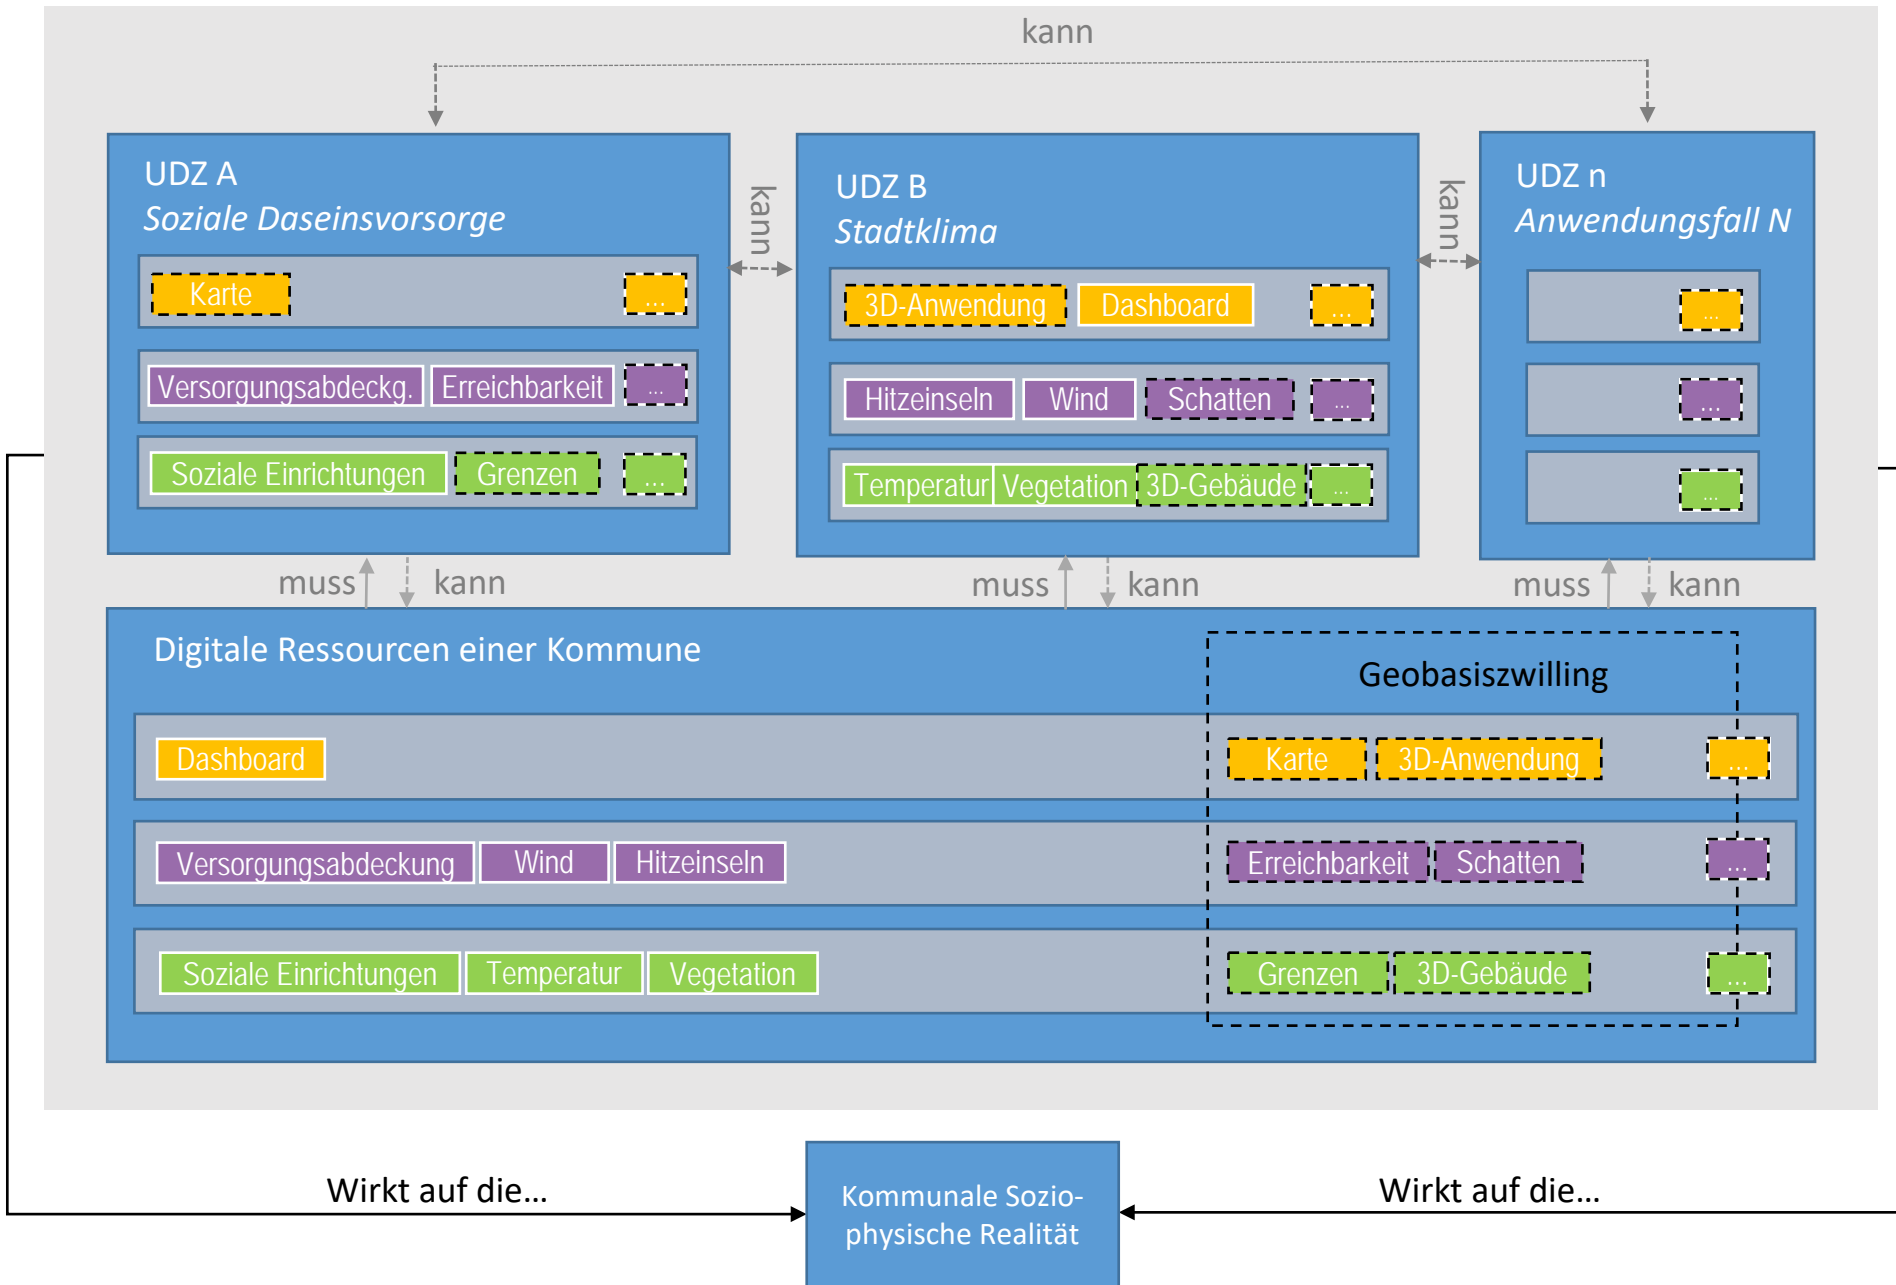 kann
UDZ A
Soziale Daseinsvorsorge
Karte
...
Versorgungsabdeckg.
Erreichbarkeit
...
Soziale Einrichtungen
Grenzen
...
kann
UDZ B
Stadtklima
3D-Anwendung
Dashboard
...
Hitzeinseln
Wind
Schatten
...
Temperatur
Vegetation
3D-Gebäude
...
kann
UDZ n
Anwendungsfall N
...
...
...
muss
kann
muss
kann
muss
kann
Digitale Ressourcen einer Kommune
Geobasiszwilling
Dashboard
Karte
3D-Anwendung
...
Versorgungsabdeckung
Wind
Hitzeinseln
Erreichbarkeit
Schatten
...
Soziale Einrichtungen
Temperatur
Vegetation
Grenzen
3D-Gebäude
...
Wirkt auf die...
Kommunale Sozio-
physische Realität
Wirkt auf die...